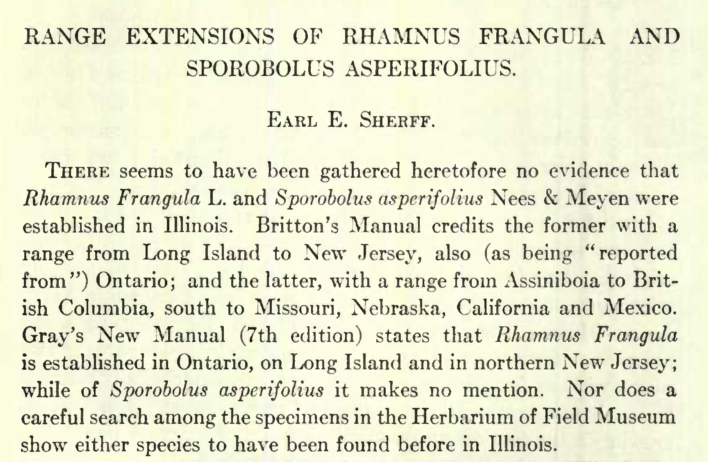 RANGE EXTENSIONS OF RHAMNUS FRANGULA AND
SPOROBOLUS ASPERIFOLIUS.
EARL E. SHERFF.
THERE seems to have been gathered heretofore no evidence that
Rhamnus Frangula L. and Sporobolus asperifolius Nees & Meyen were
established in Illinois. Britton's Manual credits the former with a
range from Long Island to New Jersey, also (as being "reported
from") Ontario; and the latter, with a range from Assiniboia to Brit-
ish Columbia, south to Missouri, Nebraska, California and Mexico.
Gray's New Manual (7th edition) states that Rhamnus Frangula
is established in Ontario, on Long Island and in northern New Jersey;
while of Sporobolus asperifolius it makes no mention. Nor does a
careful search among the specimens in the Herbarium of Field Museum
show either species to have been found before in Illinois.